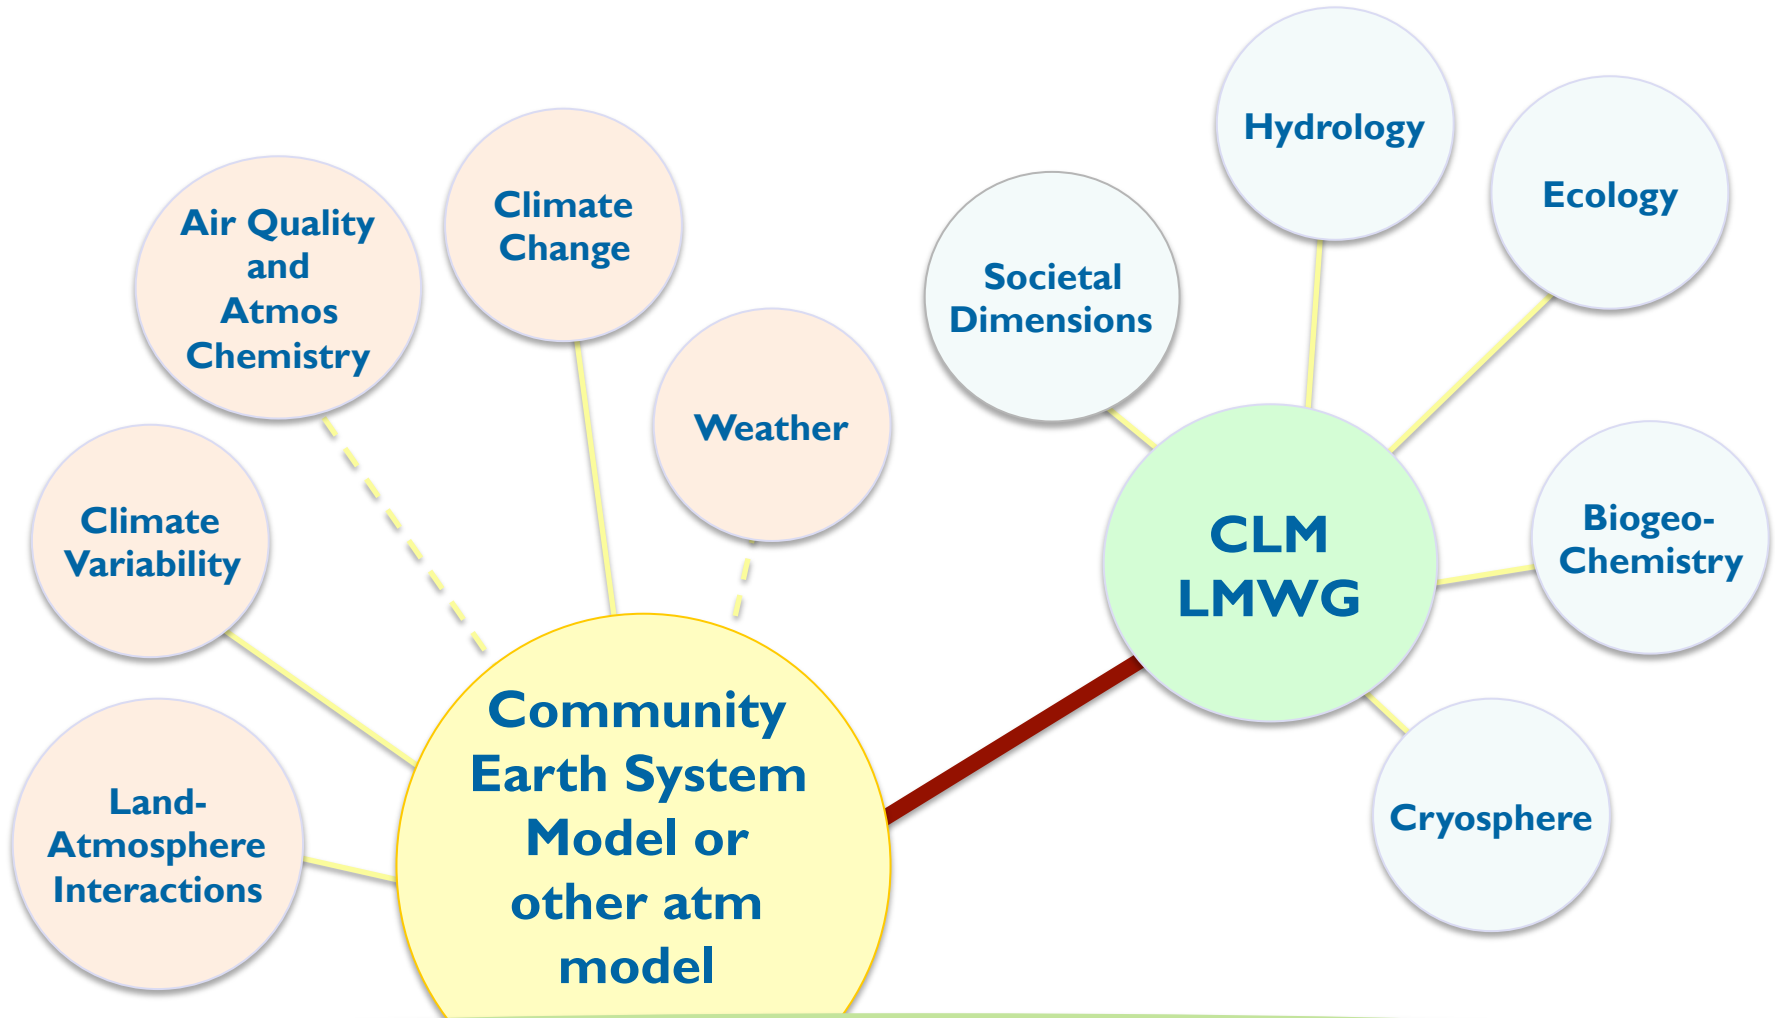 Hydrology
Ecology
Climate
Change
Air Quality
and
Atmos
Chemistry
Societal
Dimensions
Weather
Climate
Variability
CLM
LMWG
Biogeo-
Chemistry
Community
Earth System
Model or
other atm
model
Land-
Atmosphere
Interactions
Cryosphere